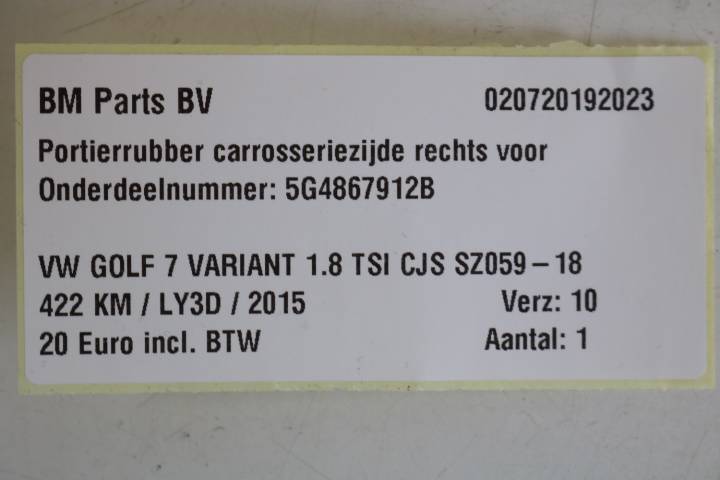 BM Parts BV 020720192023
Portierrubber carrosseriezijde rechts voor
Onderdeelnummer: 5G4867912B
VW GOLF 7 VARIANT 1.8 TSI CJS SZ059 – 18
422 KM / LY3D / 2015 Verz: 10
20 Euro incl. BTW Aantal: 1